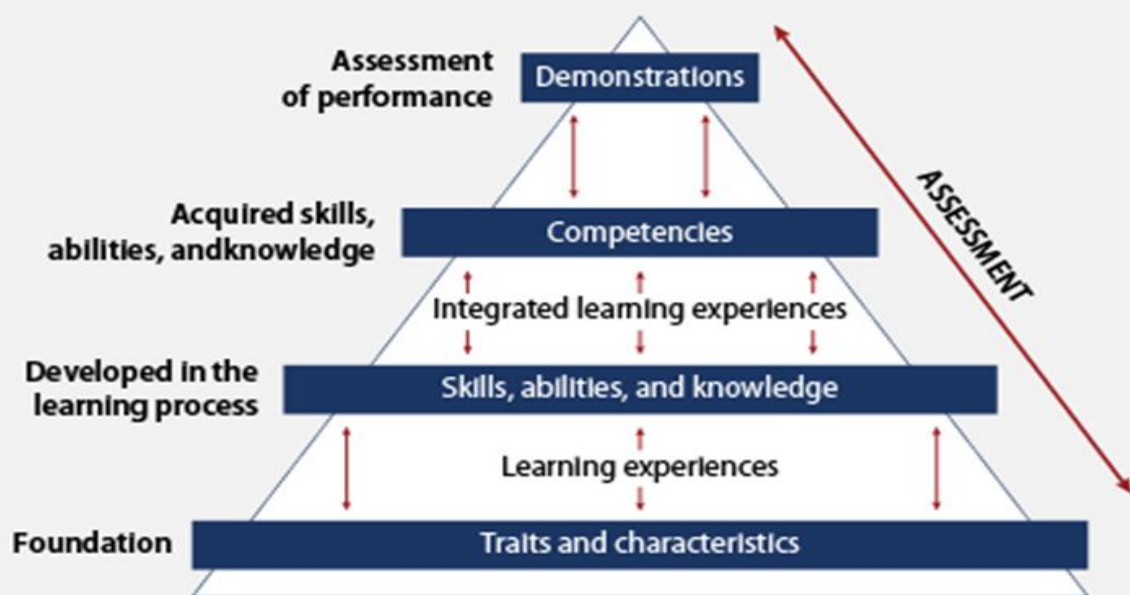 Assessment
of performance
Demonstrations
ASSESSMENT
Acquired skills,
abilities, andknowledge
Competencies
Integrated learning experiences
Developed in the
learning process
Skills, abilities, and knowledge
Learning experiences
Foundation
Traits and characteristics